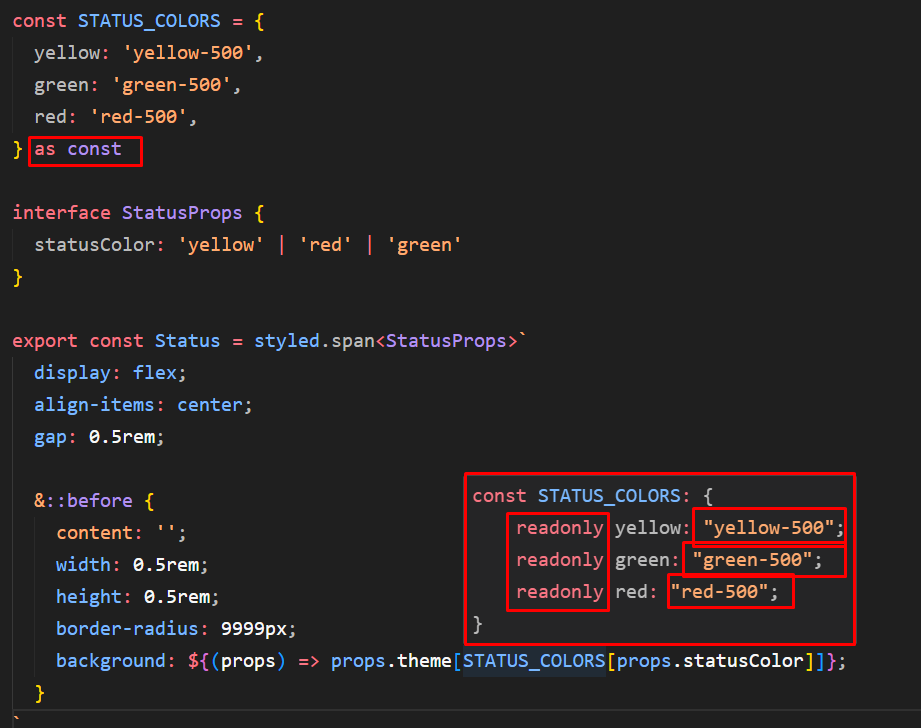 const STATUS_COLORS = {
  yellow: 'yellow-500',
  green: 'green-500',
  red: 'red-500',
} as const

interface StatusProps {
  statusColor: 'yellow' | 'red' | 'green'
}

export const Status = styled.span<StatusProps>`
  display: flex;
  align-items: center;
  gap: 0.5rem;

  &::before {
    content: '';
    width: 0.5rem;
    height: 0.5rem;
    border-radius: 9999px;
    background: ${(props) => props.theme[STATUS_COLORS[props.statusColor]]};
  }
`
const STATUS_COLORS: {
    readonly yellow: "yellow-500";
    readonly green: "green-500";
    readonly red: "red-500";
}